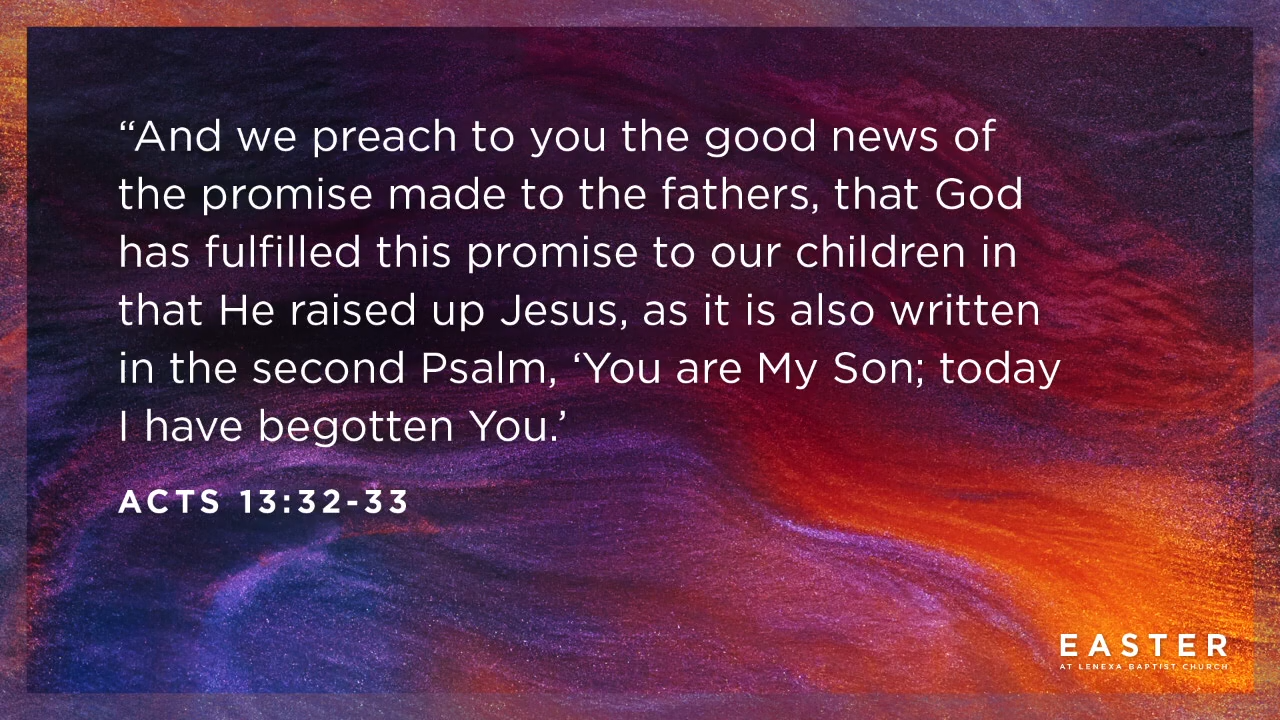 “And we preach to you the good news of
the promise made to the fathers, that God
has fulfilled this promise to our children in
that He raised up Jesus, as it is also written
in the second Psalm, ‘You are My Son; today
I have begotten You.’
ACTS 13:32-33
EASTER
AT LENEXA BAPTIST CHURCH